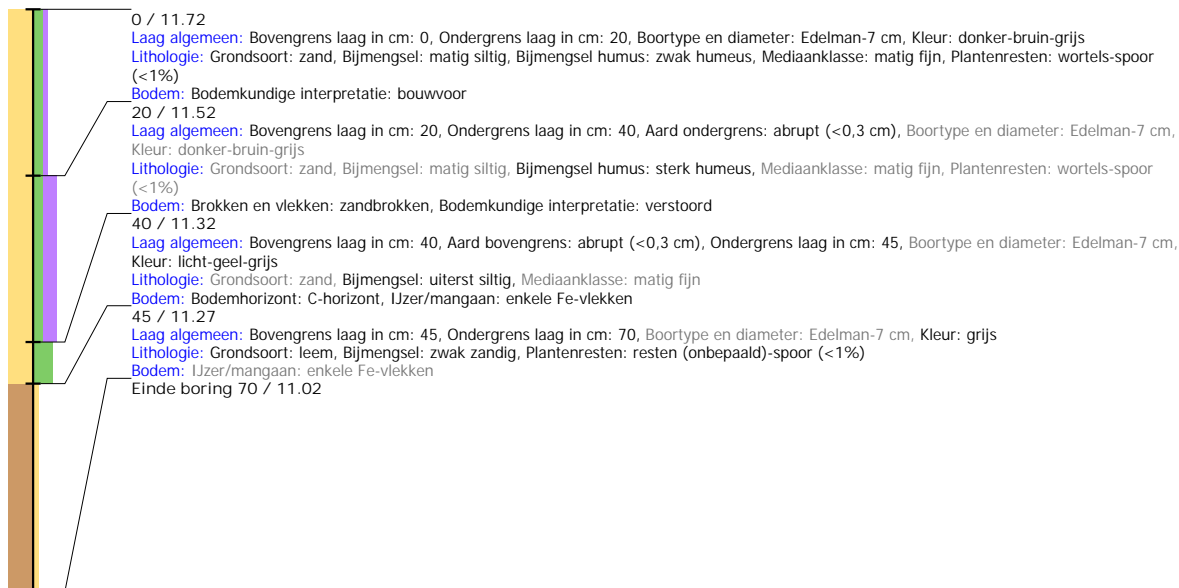 0 / 11.72
Laag algemeen: Bovengrens laag in cm: 0, Ondergrens laag in cm: 20, Boortype en diameter: Edelman-7 cm, Kleur: donker-bruin-grijs
Lithologie: Grondsoort: zand, Bijmengsel: matig siltig, Bijmengsel humus: zwak humeus, Mediaanklasse: matig fijn, Plantenresten: wortels-spoor
(<1%)
Bodem: Bodemkundige interpretatie: bouwvoor
20 / 11.52
Laag algemeen: Bovengrens laag in cm: 20, Ondergrens laag in cm: 40, Aard ondergrens: abrupt (<0,3 cm), Boortype en diameter: Edelman-7 cm,
Kleur: donker-bruin-grijs
Lithologie: Grondsoort: zand, Bijmengsel: matig siltig, Bijmengsel humus: sterk humeus, Mediaanklasse: matig fijn, Plantenresten: wortels-spoor
(<1%)
Bodem: Brokken en vlekken: zandbrokken, Bodemkundige interpretatie: verstoord
40 / 11.32
Laag algemeen: Bovengrens laag in cm: 40, Aard bovengrens: abrupt (<0,3 cm), Ondergrens laag in cm: 45, Boortype en diameter: Edelman-7 cm,
Kleur: licht-geel-grijs
Lithologie: Grondsoort: zand, Bijmengsel: uiterst siltig, Mediaanklasse: matig fijn
Bodem: Bodemhorizont: C-horizont, IJzer/mangaan: enkele Fe-vlekken
45 / 11.27
Laag algemeen: Bovengrens laag in cm: 45, Ondergrens laag in cm: 70, Boortype en diameter: Edelman-7 cm, Kleur: grijs
Lithologie: Grondsoort: leem, Bijmengsel: zwak zandig, Plantenresten: resten (onbepaald)-spoor (<1%)
Bodem: IJzer/mangaan: enkele Fe-vlekken
Einde boring 70 / 11.02